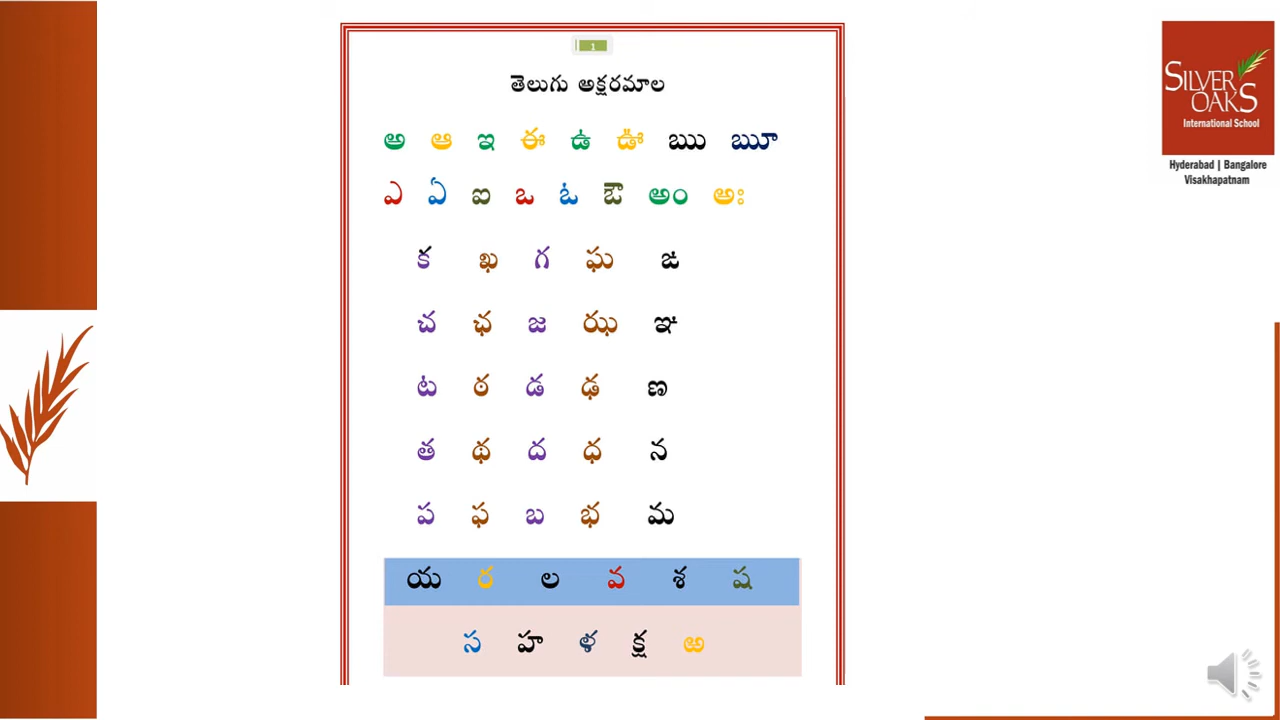 1
తెలుగు అక్షరమాల
అ ఆ ఇ ఈ ఉ ఊ ఋ ౠ
ఎ ఏ ఐ ఒ ఓ ఔ అం అః
క ఖ గ ఘ ఙ
చ ఛ జ ఝ ఞ
ట ఠ డ ఢ ణ
త థ ద ధ న
ప ఫ బ భ మ
య ర ల వ శ ష
స హ ళ క్ష ఱ
SILVER
OAKS
International School
Hyderabad | Bangalore
Visakhapatnam